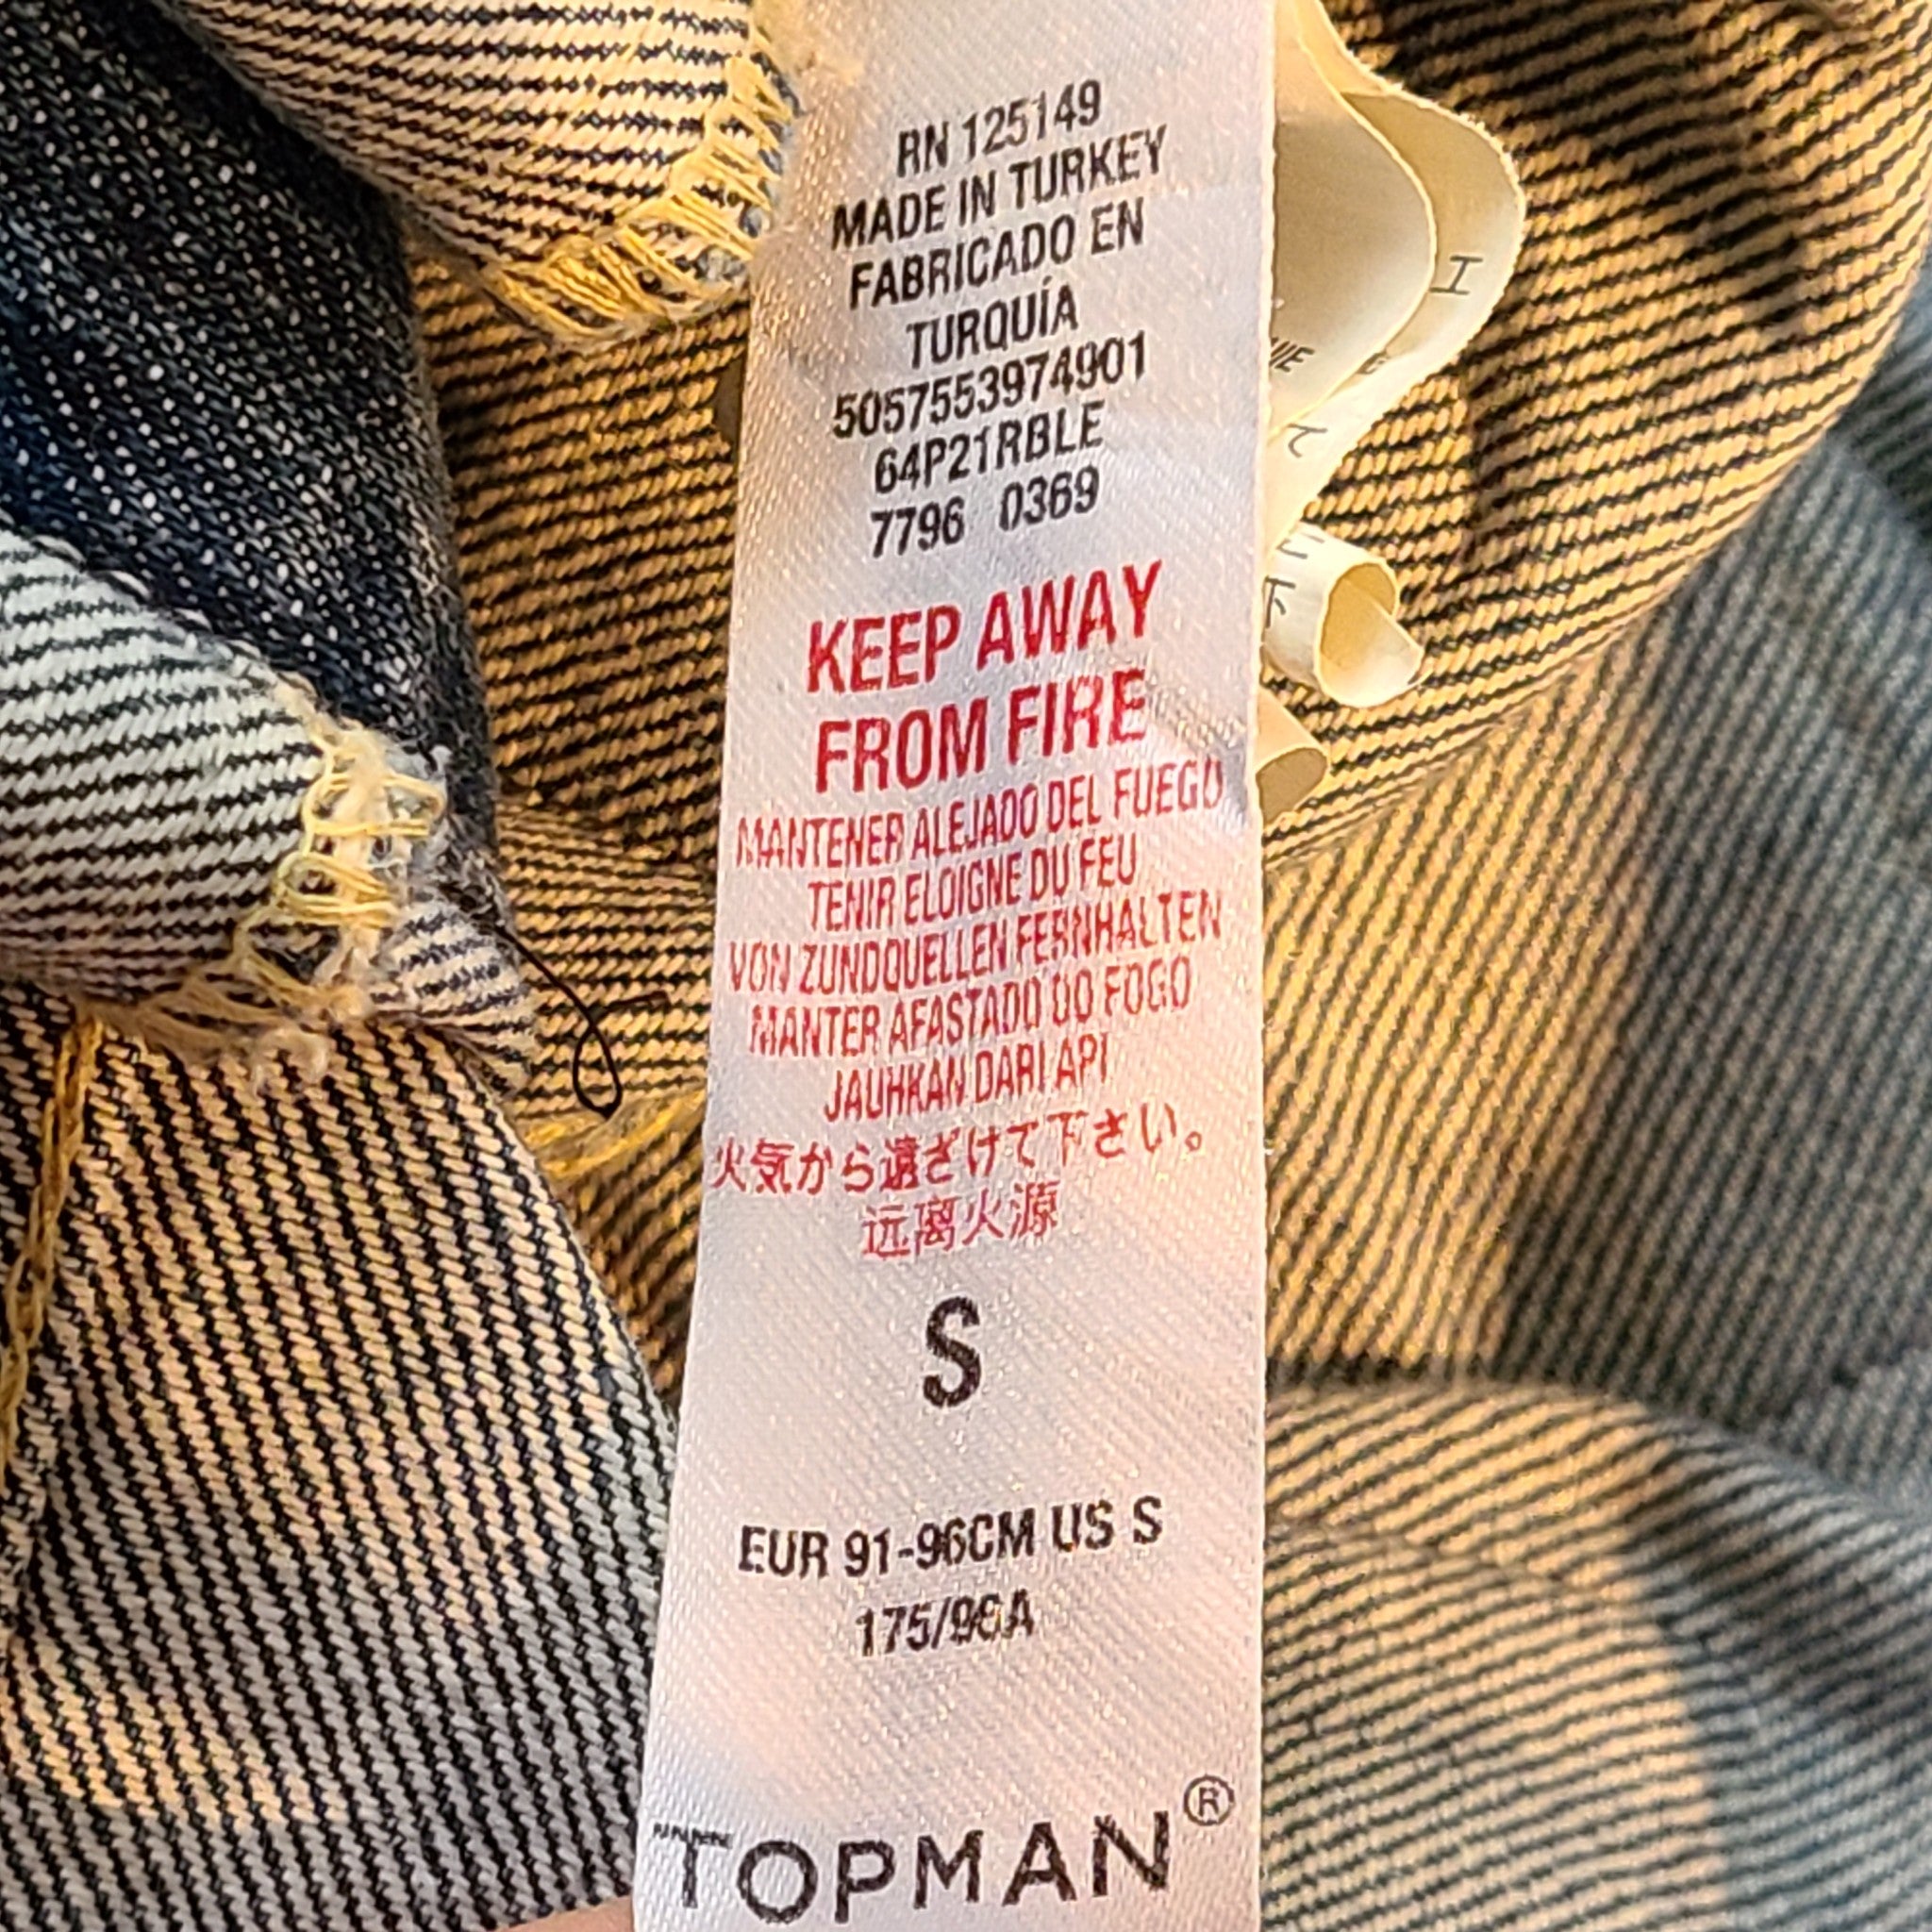 RN 125149
MADE IN TURKEY
FABRICADO EN
TURQUÍA
5057553974901
64P21RBLE
7796 0369
KEEP AWAY
FROM FIRE
MANTENER ALEJADO DEL FUEGO
TENIR ELOIGNE DU FEU
VON ZUNDQUELLEN FERNHALTEN
MANTER AFASTADO DO FOGO
JAUHKAN DARI API
火気から遠ざけて下さい。
远离火源
S
EUR 91-96CM US S
175/96A
TOPMAN®